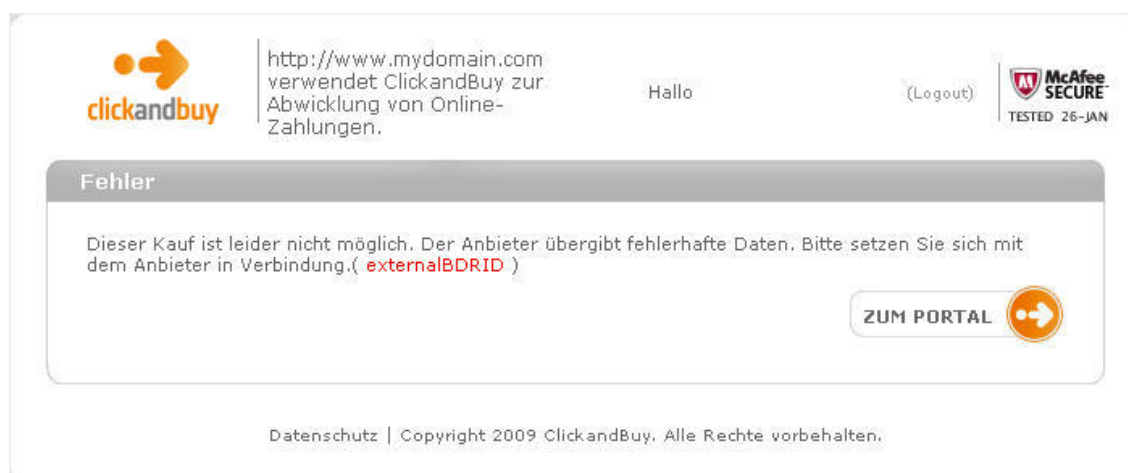 clickandbuy
http://www.mydomain.com
verwendet ClickandBuy zur
Abwicklung von Online-
Zahlungen.
Hallo
(Logout)
McAfee
SECURE
TESTED 26-JAN
Fehler
Dieser Kauf ist leider nicht möglich. Der Anbieter übergibt fehlerhafte Daten. Bitte setzen Sie sich mit
dem Anbieter in Verbindung.( externalBDRID )
ZUM PORTAL
Datenschutz | Copyright 2009 ClickandBuy. Alle Rechte vorbehalten.